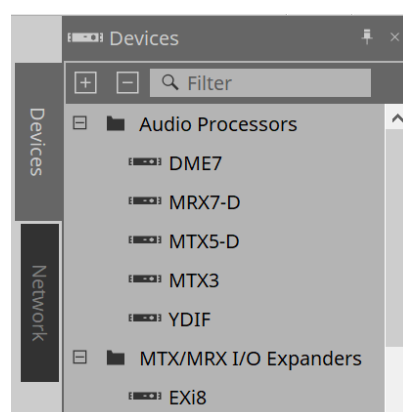 Devices
Filter
Devices
Audio Processors
DME7
MRX7-D
MTX5-D
MTX3
YDIF
Network
MTX/MRX I/O Expanders
EXi8